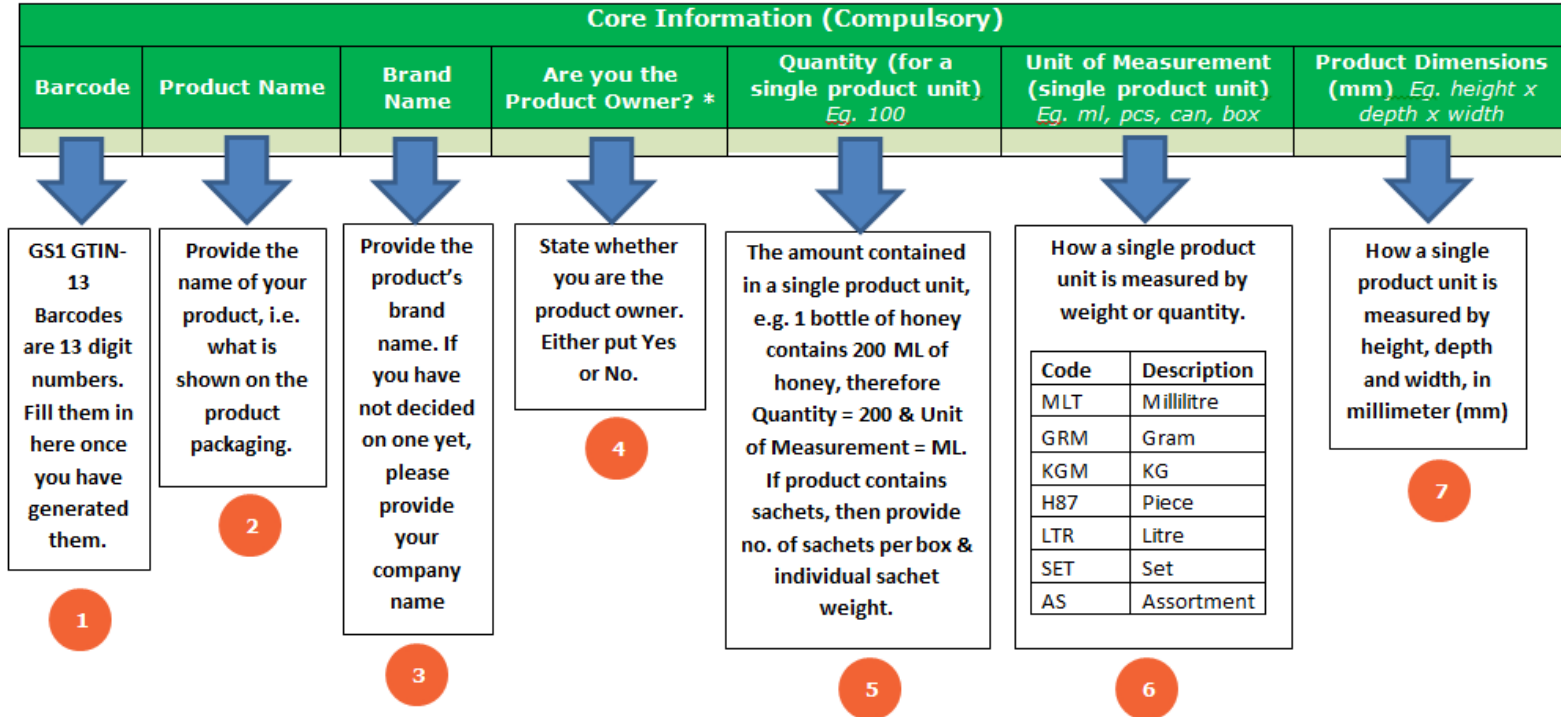 Core Information (Compulsory)
Barcode
Product Name
Brand
Name
Are you the
Product Owner? *
Quantity (for a
single product unit)
Eg. 100
Unit of Measurement
(single product unit)
Eg. ml, pcs, can, box
Product Dimensions
(mm) Eg. height x
depth x width
GS1 GTIN-
13
Barcodes
are 13 digit
numbers.
Fill them in
here once
you have
generated
them.
1
Provide the
name of your
product, i.e.
what is
shown on the
product
packaging.
2
Provide the
product's
brand
name. If
you have
not decided
on one yet,
please
provide
your
company
name
3
State whether
you are the
product owner.
Either put Yes
or No.
4
The amount contained
in a single product unit,
e.g. 1 bottle of honey
contains 200 ML of
honey, therefore
Quantity = 200 & Unit
of Measurement = ML.
If product contains
sachets, then provide
no. of sachets per box &
individual sachet
weight.
5
How a single product
unit is measured by
weight or quantity.
Code Description
MLT Millilitre
GRM Gram
KGM KG
H87 Piece
LTR Litre
SET Set
AS Assortment
6
How a single
product unit is
measured by
height, depth
and width, in
millimeter (mm)
7